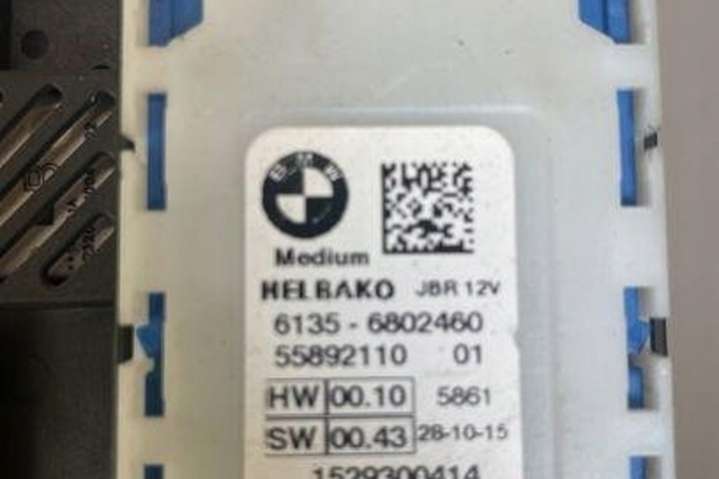 BMW
Medium
HELBAKO JBR 12V
6135 - 6802460
55892110 01
HW 00.10 5861
SW 00.43 28-10-15
1529300414